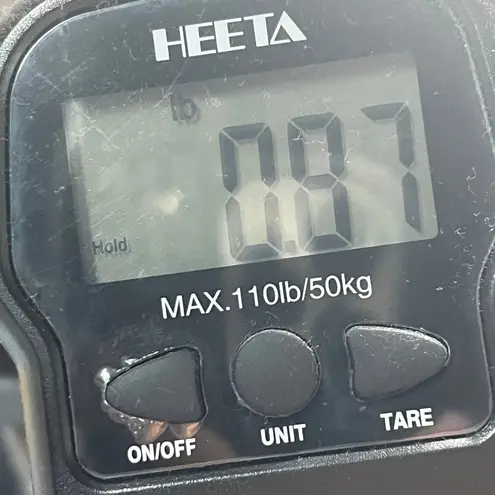 HEETA
lb
0.87
Hold
MAX.110lb/50kg
ON/OFF UNIT TARE